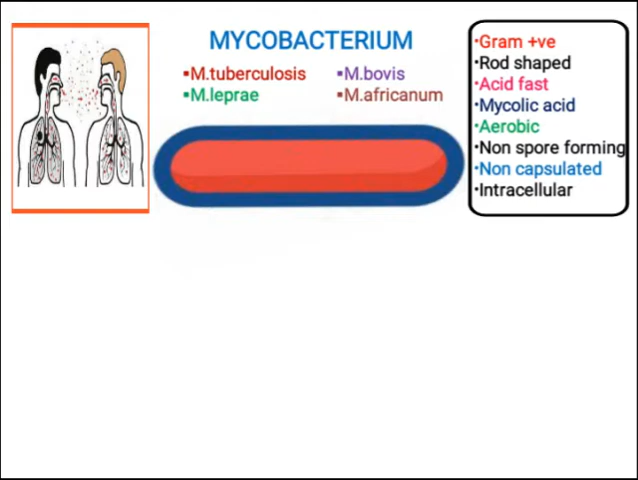 MYCOBACTERIUM
▪M.tuberculosis ▪M.bovis
▪M.leprae ▪M.africanum
•Gram +ve
•Rod shaped
•Acid fast
•Mycolic acid
•Aerobic
•Non spore forming
•Non capsulated
•Intracellular